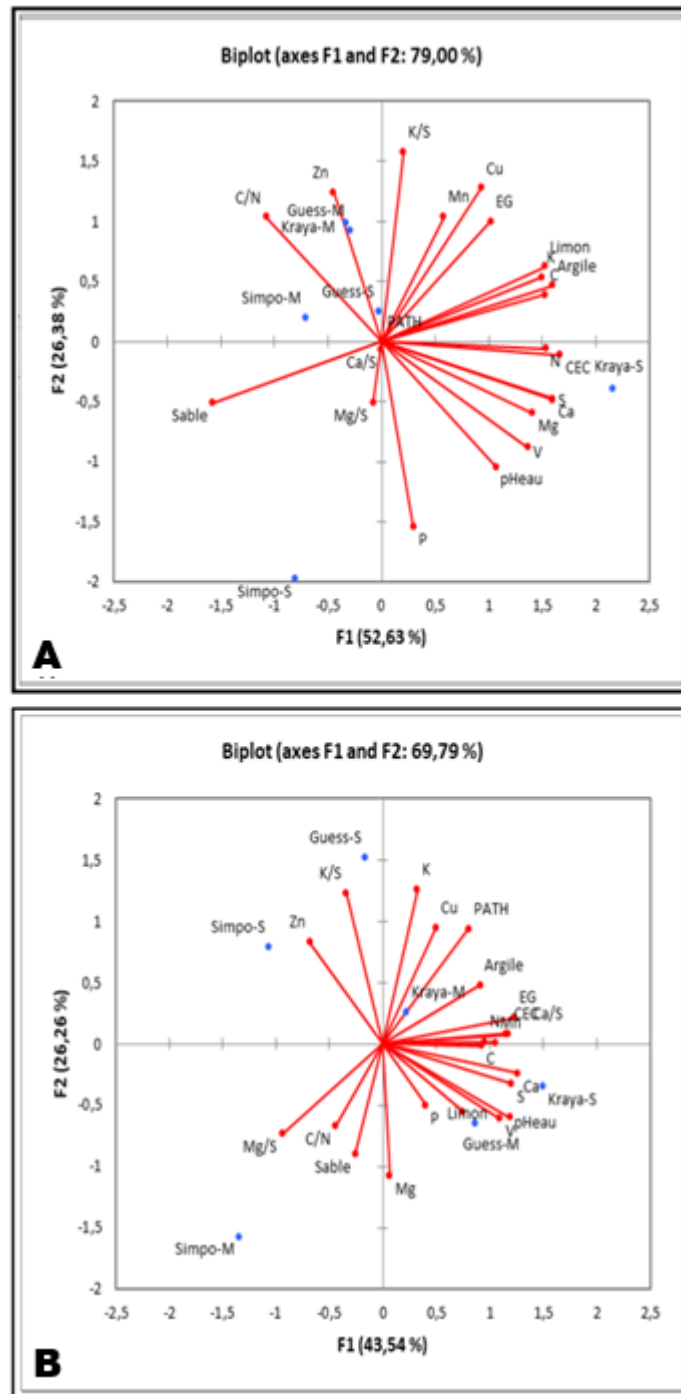 Biplot (axes F1 and F2: 79,00 %)
2
K/S
1,5
Zn
Cu
C/N
Mn
EG
1
Guess-M
Kraya-M
Limon
K
0,5
C
Argile
Simpo-M
Guess-S
PATH
0
Ca/S
N
CEC
Kraya-S
Sable
-0,5
Mg/S
S
Ca
Mg
V
-1
pHeau
-1,5
P
Simpo-S
-2
-2,5 -2 -1,5 -1 -0,5 0 0,5 1 1,5 2 2,5
F1 (52,63 %)
F2 (26,38 %)
A
Biplot (axes F1 and F2: 69,79 %)
2
Guess-S
1,5
K/S
K
Simpo-S
Zn
Cu
PATH
1
Argile
0,5
Kraya-M
EG
NMn
CEC
Ca/S
0
C
Ca
S
Kraya-S
-0,5
P
Limon
pHeau
V
Mg/S
C/N
Guess-M
Sable
-1
Mg
-1,5
Simpo-M
-2
-2,5 -2 -1,5 -1 -0,5 0 0,5 1 1,5 2 2,5
F1 (43,54 %)
F2 (26,26 %)
B